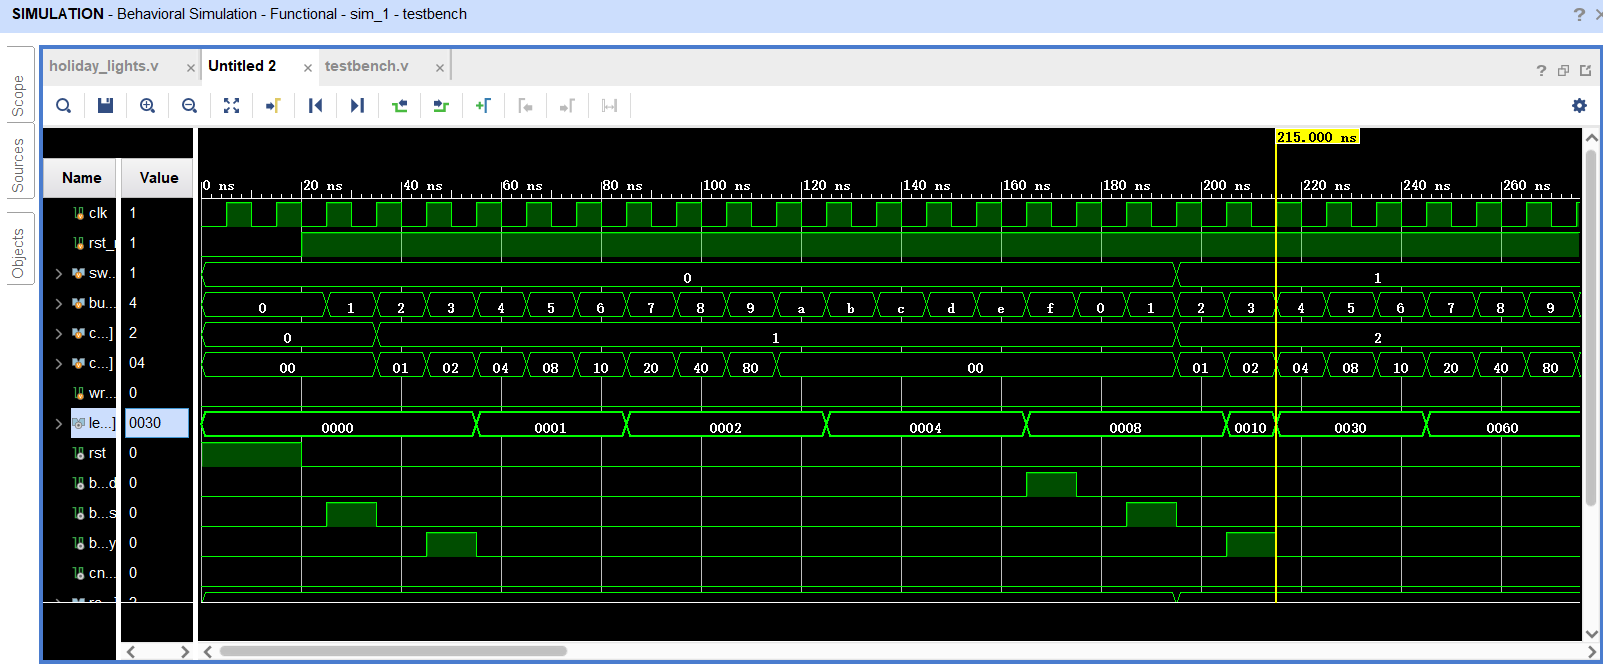 SIMULATION - Behavioral Simulation - Functional - sim_1 - testbench
? ×
Scope
Sources
Objects
holiday_lights.v × Untitled 2 × testbench.v ×
?
215.000 ns
Name Value
0 ns 20 ns 40 ns 60 ns 80 ns 100 ns 120 ns 140 ns 160 ns 180 ns 200 ns 220 ns 240 ns 260 ns
clk 1
rst_ 1
sw.. 1 0 1
bu... 4 0 1 2 3 4 5 6 7 8 9 a b c d e f 0 1 2 3 4 5 6 7 8 9
c...] 2 0 1 2
c...] 04 00 01 02 04 08 10 20 40 80 00 01 02 04 08 10 20 40 80
wr... 0
le...] 0030 0000 0001 0002 0004 0008 0010 0030 0060
rst 0
b...d 0
b...s 0
b...y 0
cn... 0